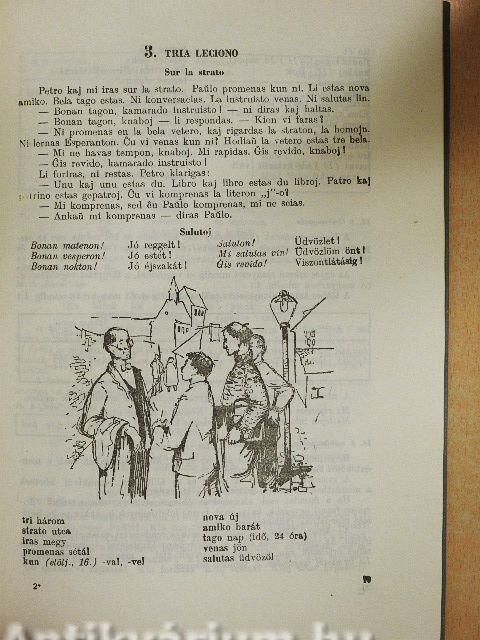 3. TRIA LECIONO
Sur la strato
Petro kaj mi iras sur la strato. Paŭlo promenas kun ni. Li estas nova
amiko. Bela tago estas. Ni konversacias. La instruisto venas. Ni salutas lin.
— Bonan tagon, kamarado instruisto! — ni diras kaj haltas.
— Bonan tagon, knaboj — li respondas. — Kion vi faras?
— Ni promenas en la bela vetero, kaj rigardas la straton, la homojn.
Ni lernas Esperanton. Ĉu vi venas kun ni? Hodiaŭ la vetero estas tre bela.
— Mi ne havas tempon, knaboj. Mi rapidas. Ĝis revido, knaboj!
— Ĝis revido, kamarado instruisto!
Li foriras, ni restas. Petro klarigas:
— Unu kaj unu estas du. Libro kaj libro estas du libroj. Patro kaj
patrino estas gepatroj. Ĉu vi komprenas la literon „j"-o?
— Mi komprenas, sed ĉu Paŭlo komprenas, mi ne scias.
— Ankaŭ mi komprenas — diras Paŭlo.
Salutoj
Bonan matenon! Jó reggelt! Saluton! Üdvözlet!
Bonan vesperon! Jó estét! Mi salutas vin! Üdvözlöm önt!
Bonan nokton! Jó éjszakát! Ĝis revido! Viszontlátásig!
tri három
strato utca
iras megy
promenas sétál
kun (elölj., 16.) -val, -vel
nova új
amiko barát
tago nap (idő, 24 óra)
venas jön
salutas üdvözöl
2*
Antikvárium.hu